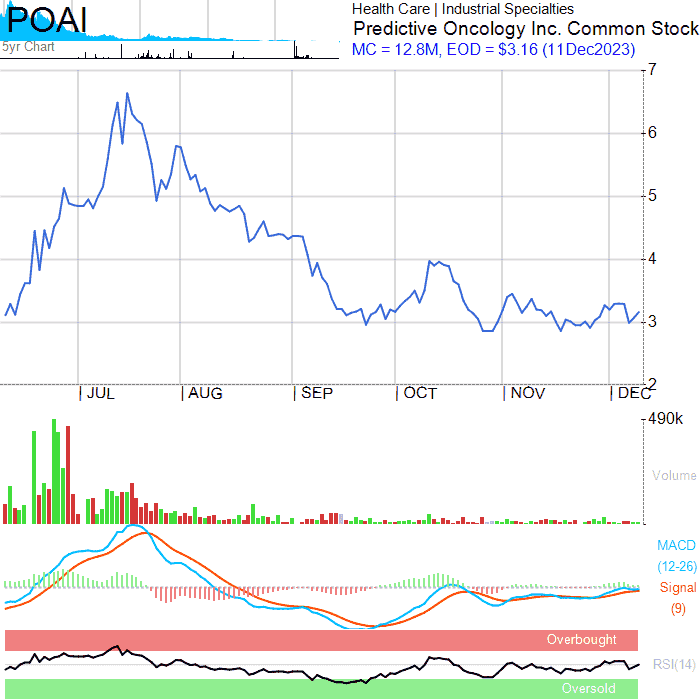 POAI
5yr Chart
Health Care | Industrial Specialties
Predictive Oncology Inc. Common Stock
MC = 12.8M, EOD = $3.16 (11Dec2023)
7
6
5
4
3
2
| JUL | AUG | SEP | OCT | NOV | DEC
490k
Volume
MACD
(12-26)
Signal
(9)
Overbought
RSI(14)
Oversold